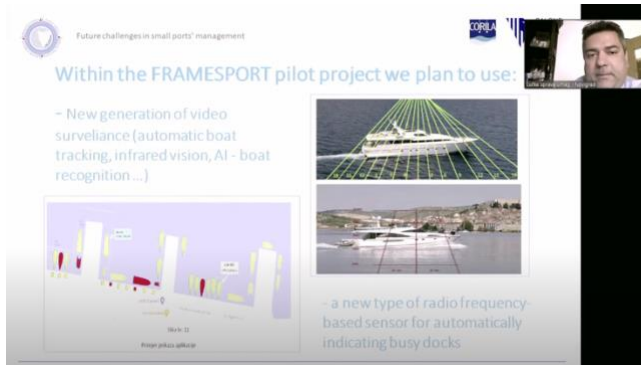 Future challenges in small ports' management
CORILA
Within the FRAMESPORT pilot project we plan to use:
- New generation of video
surveliance (automatic boat
tracking, infrared vision, AI - boat
recognition ...)
- a new type of radio frequency-
based sensor for automatically
indicating busy docks